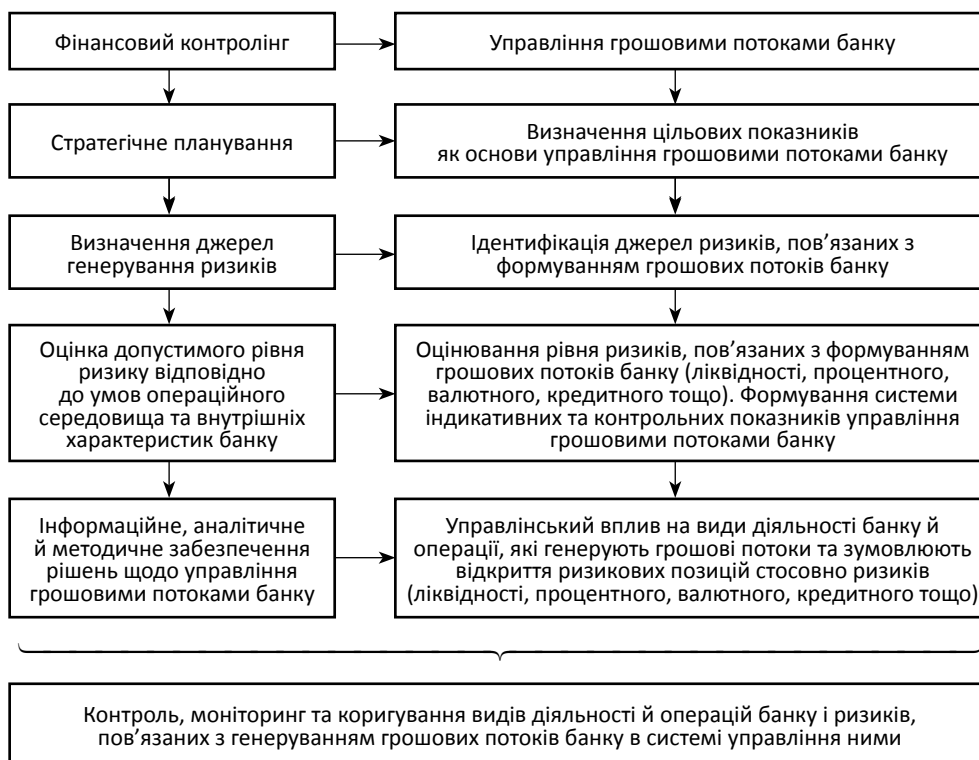 Фінансовий контролінг
Управління грошовими потоками банку
Стратегічне планування
Визначення цільових показників
як основи управління грошовими потоками банку
Визначення джерел
генерування ризиків
Ідентифікація джерел ризиків, пов’язаних з
формуванням грошових потоків банку
Оцінка допустимого рівня
ризику відповідно
до умов операційного
середовища та внутрішніх
характеристик банку
Оцінювання рівня ризиків, пов’язаних з формуванням
грошових потоків банку (ліквідності, процентного,
валютного, кредитного тощо). Формування системи
індикативних та контрольних показників управління
грошовими потоками банку
Інформаційне, аналітичне
й методичне забезпечення
рішень щодо управління
грошовими потоками банку
Управлінський вплив на види діяльності банку й
операції, які генерують грошові потоки та зумовлюють
відкриття ризикових позицій стосовно ризиків
(ліквідності, процентного, валютного, кредитного тощо)
Контроль, моніторинг та коригування видів діяльності й операцій банку і ризиків,
пов’язаних з генеруванням грошових потоків банку в системі управління ними